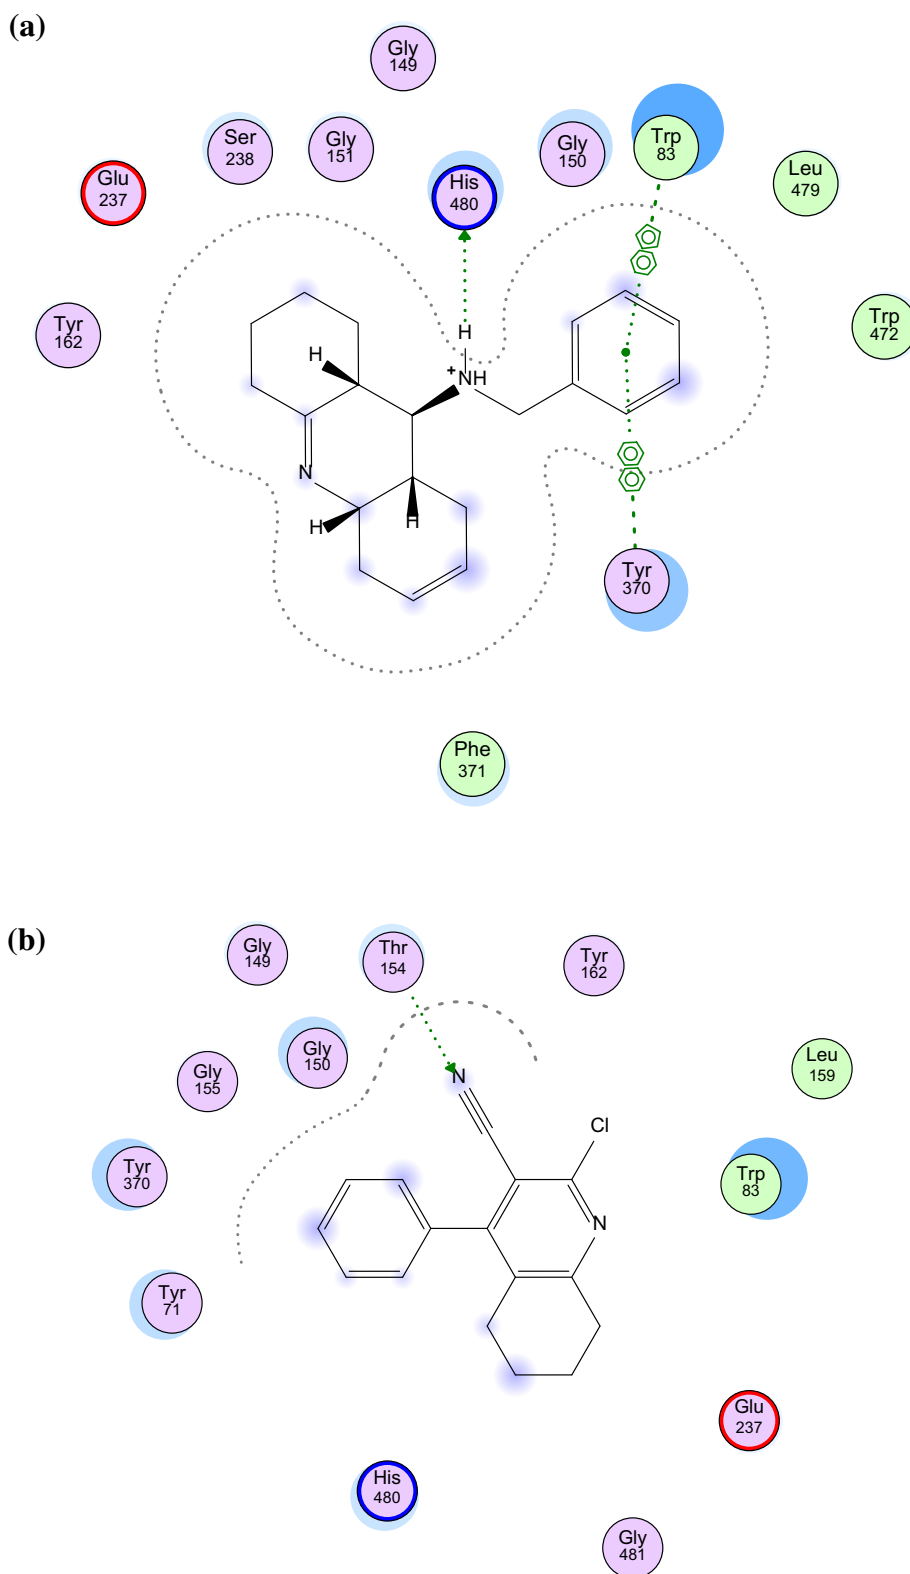 (a)
Gly
149
Ser
238
Gly
151
Gly
150
Trp
83
Glu
237
His
480
Leu
479
Tyr
162
Trp
472
H
H
+NH
N
H
H
Tyr
370
Phe
371
(b)
Gly
149
Thr
154
Tyr
162
Gly
150
Gly
155
Leu
159
N
Cl
Tyr
370
Trp
83
N
Tyr
71
Glu
237
His
480
Gly
481